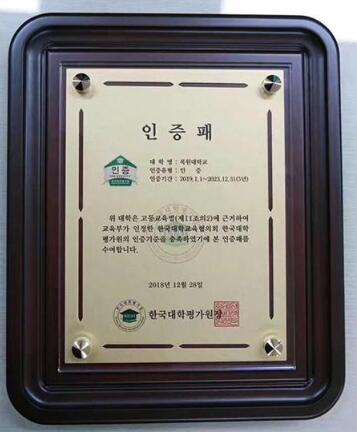 인증패
인증
대 학 명 : 목원대학교
인증유형 : 인 증
인증기간 : 2019.1.1~2023.12.31(5년)
위 대학은 고등교육법(제11조의2)에 근거하여
교육부가 인정한 한국대학교육협의회 한국대학
평가원의 인증기준을 충족하였기에 본 인증패를
수여합니다.
2018년 12월 28일
한국대학평가원장